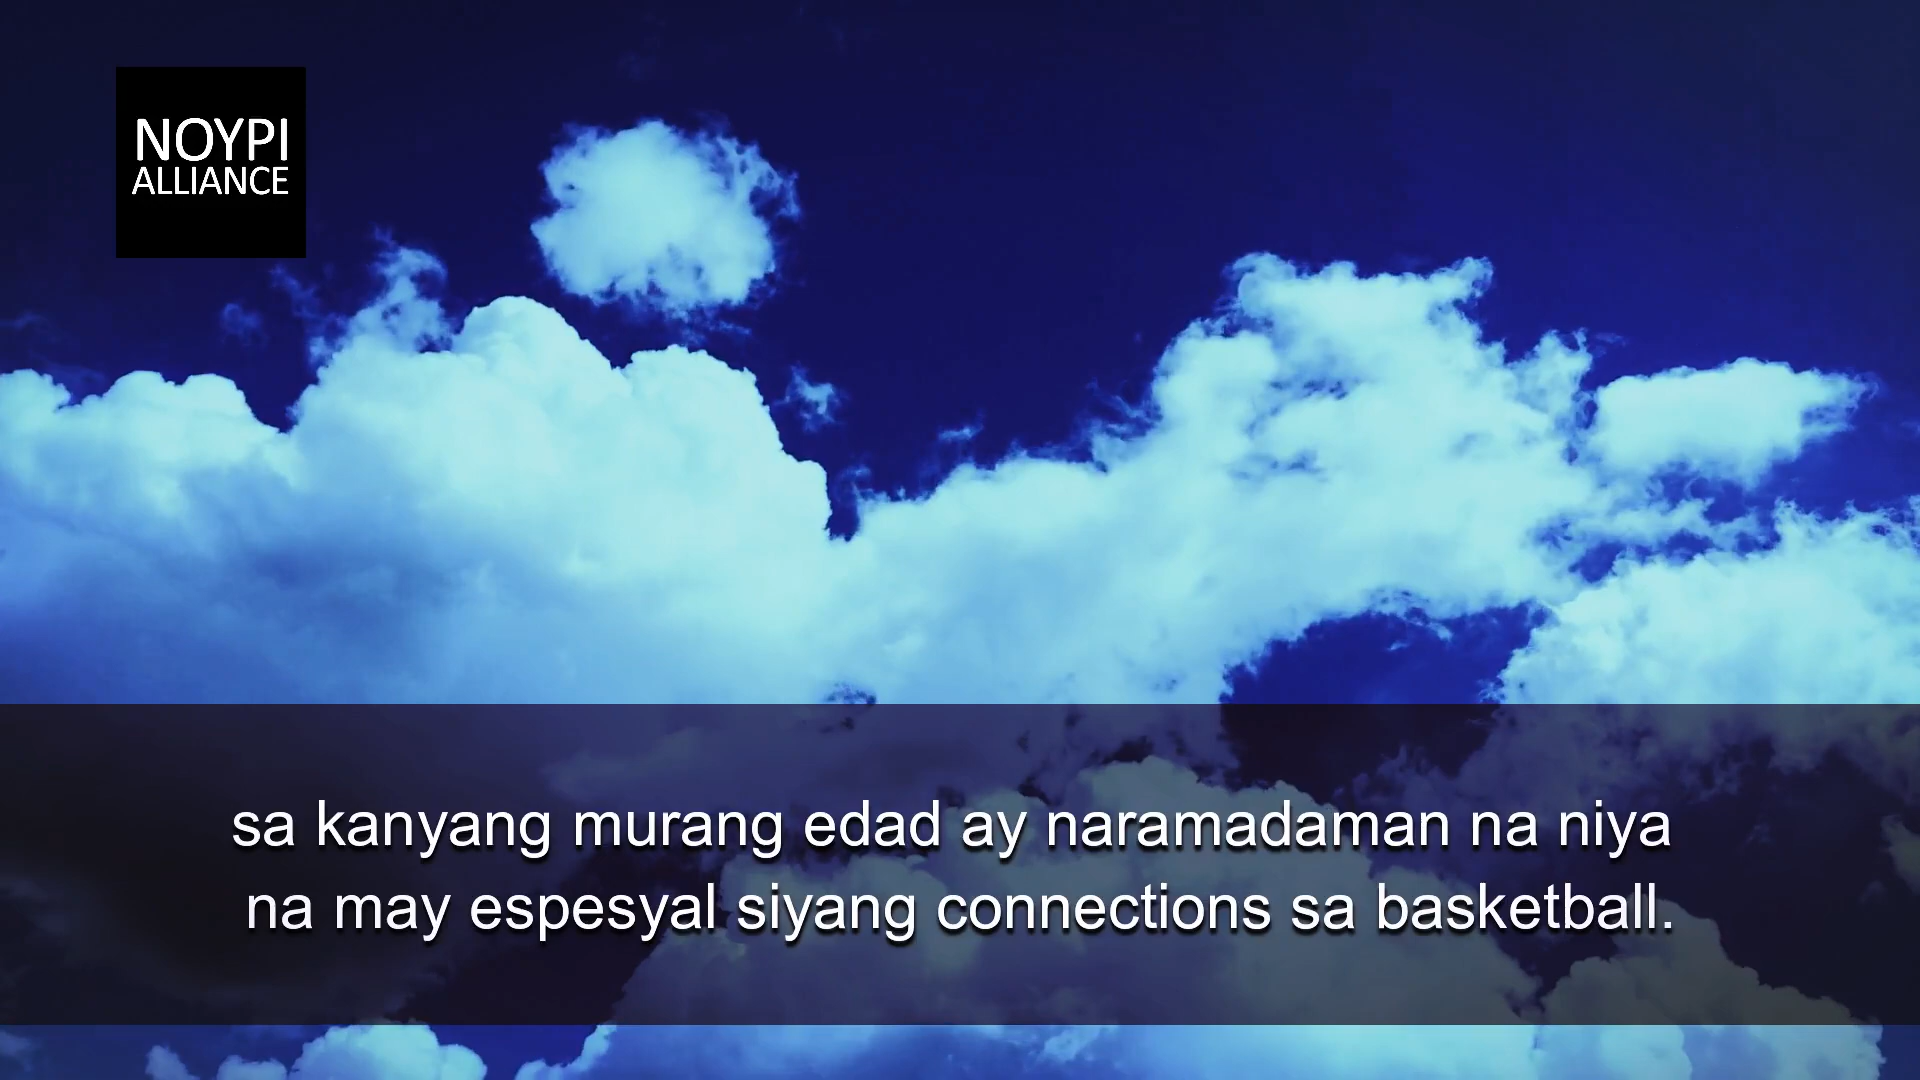 NOYPI
ALLIANCE
sa kanyang murang edad ay naramadaman na niya
na may espesyal siyang connections sa basketball.